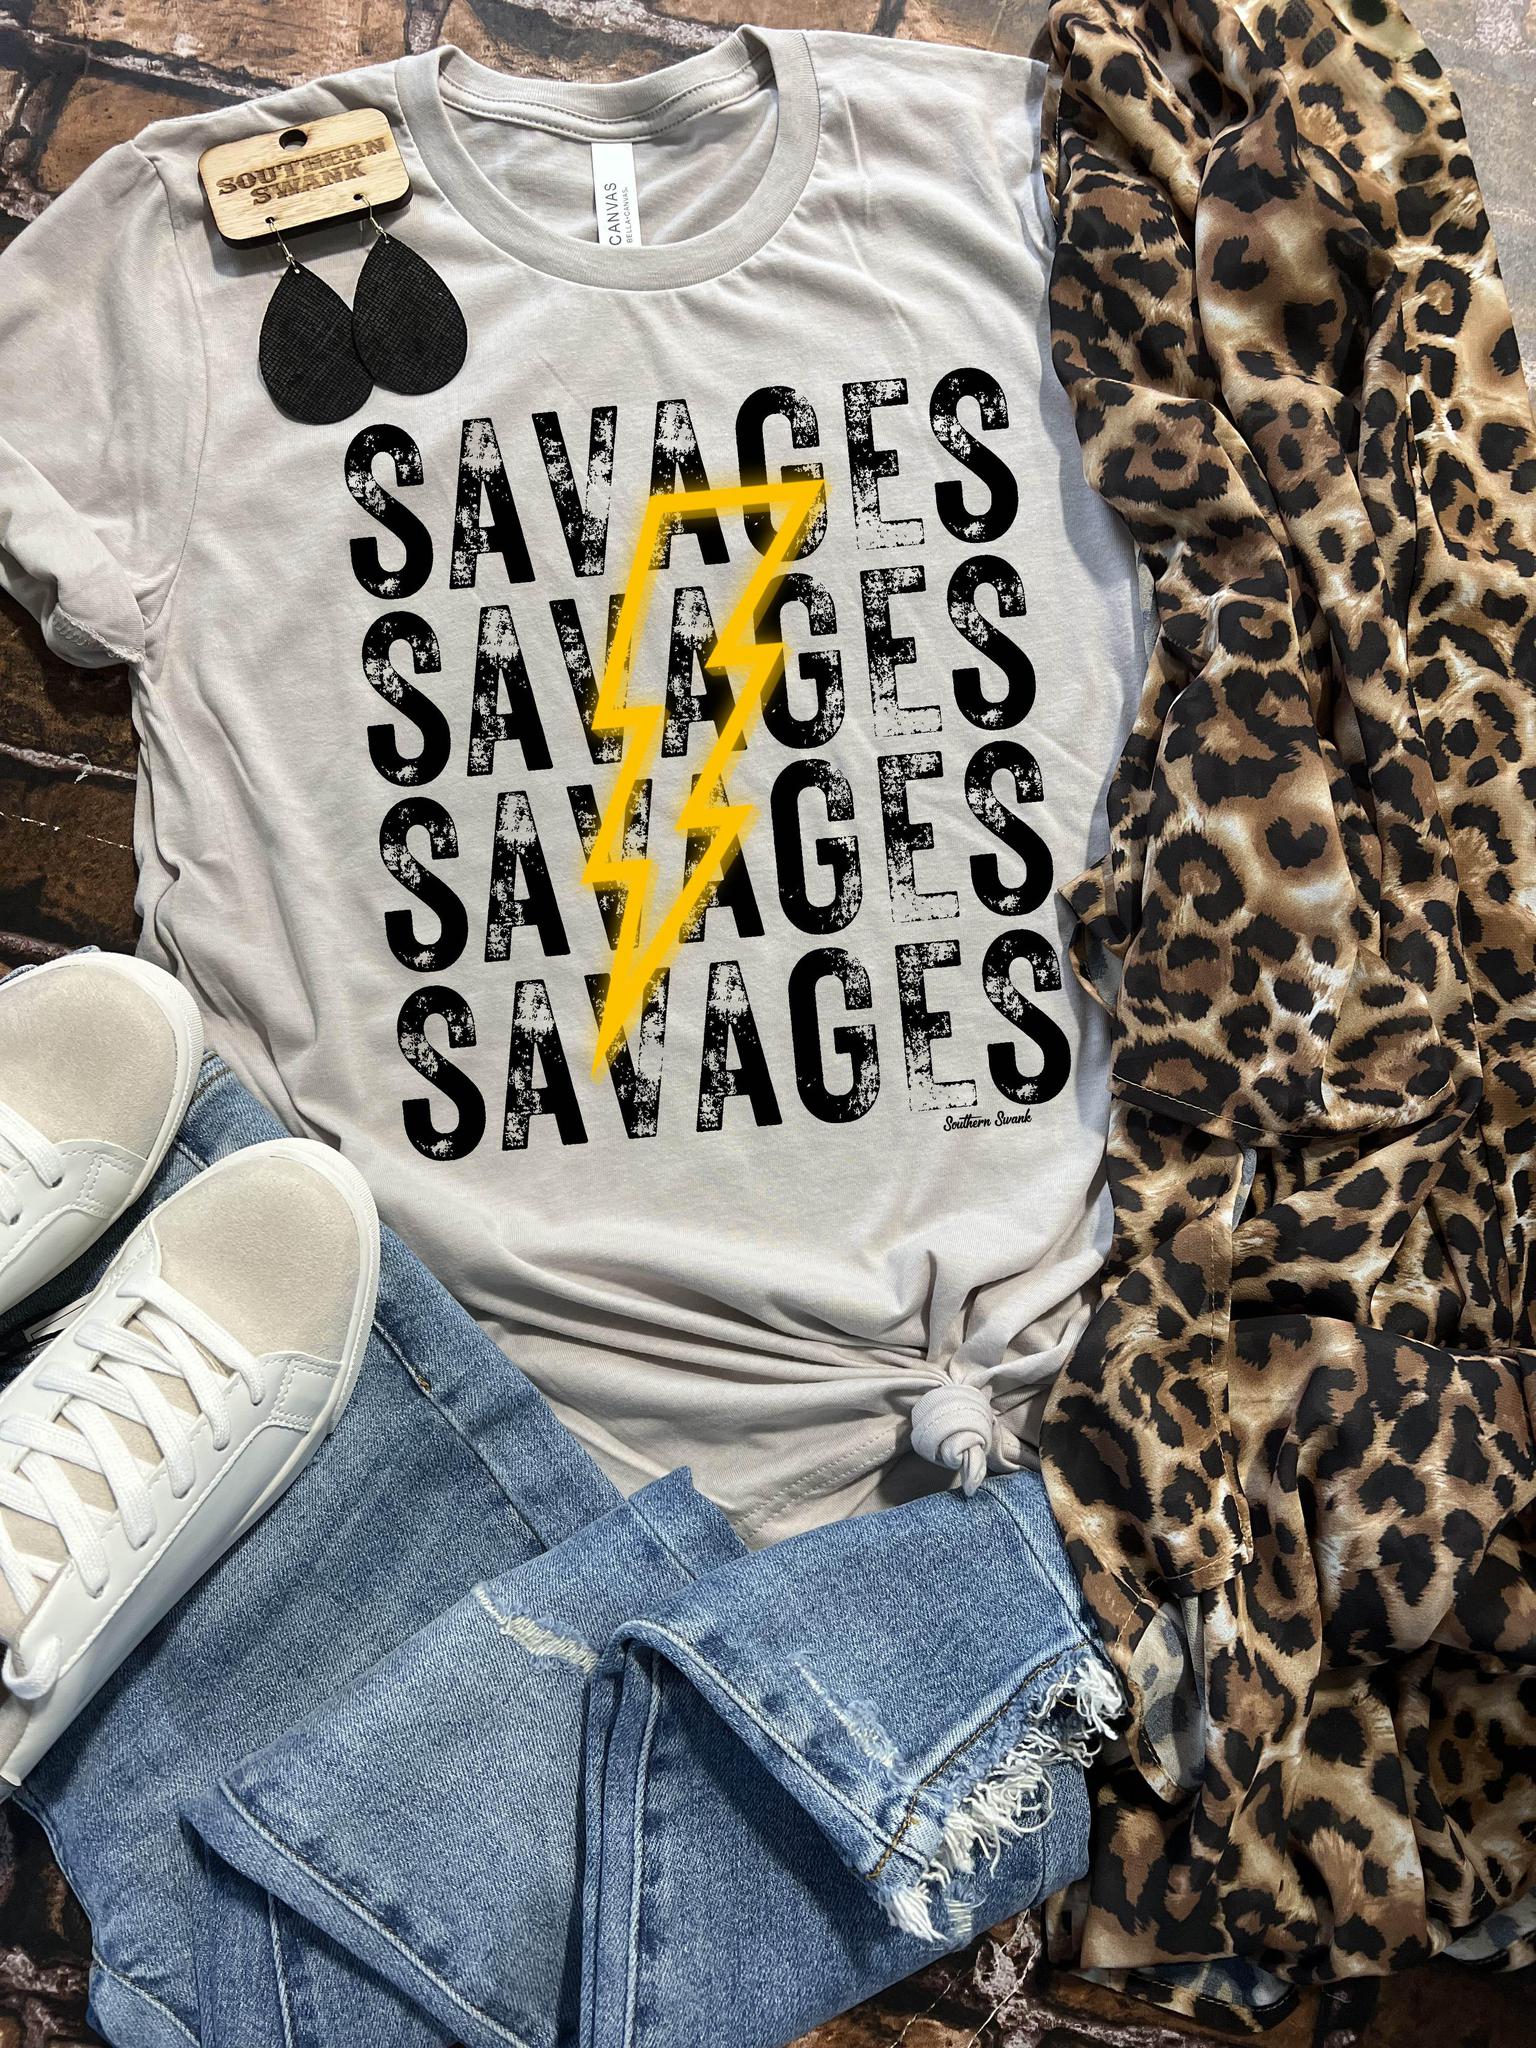 SOUTHERN
SWANK
CANVAS
BELLA+CANVAS.
SAVAGES
SAVAGES
SAVAGES
SAVAGES
Southern Swank